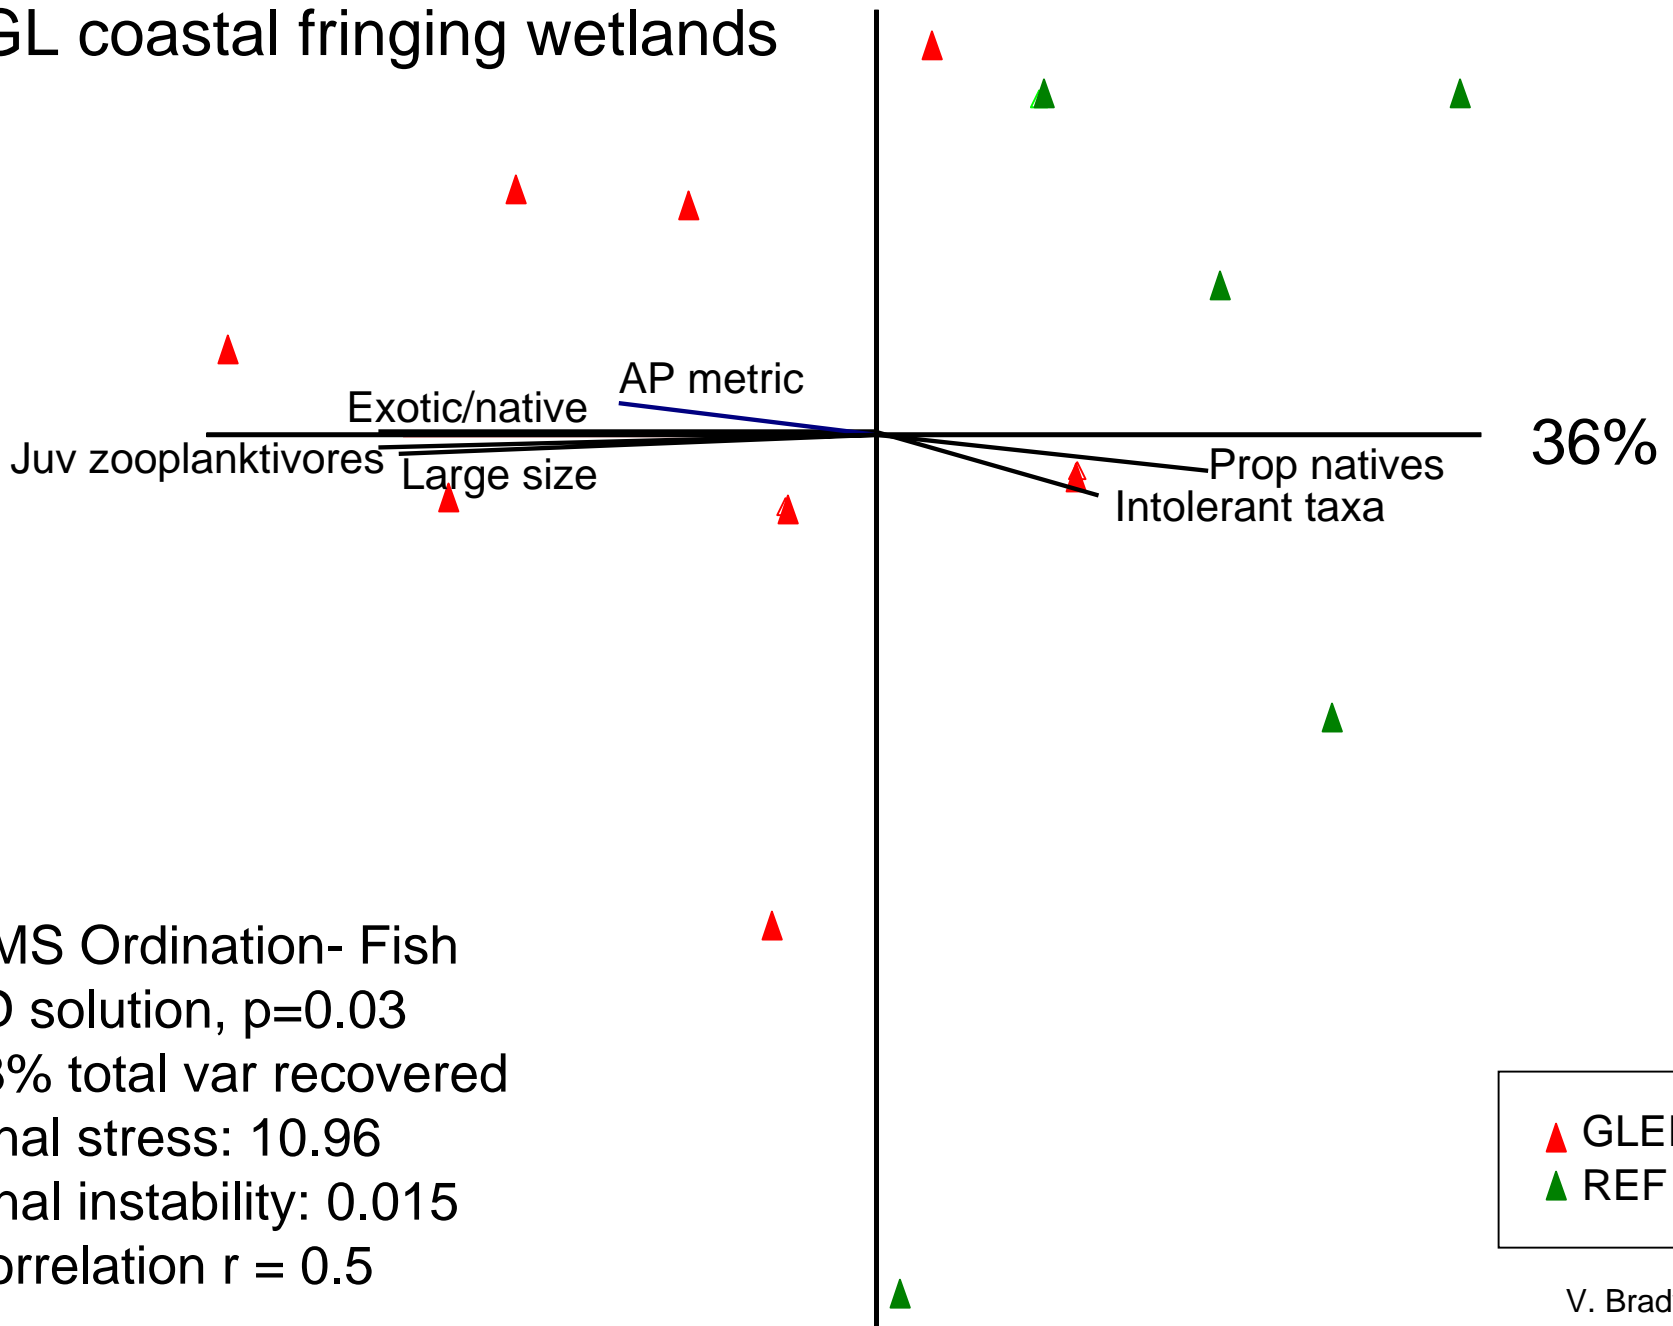 GL coastal fringing wetlands
AP metric
Exotic/native
36%
Juv zooplanktivores
Large size
Prop natives
Intolerant taxa
MS Ordination- Fish
D solution, p=0.03
3% total var recovered
nal stress: 10.96
nal instability: 0.015
orrelation r = 0.5
GLEI
REF
V. Brad